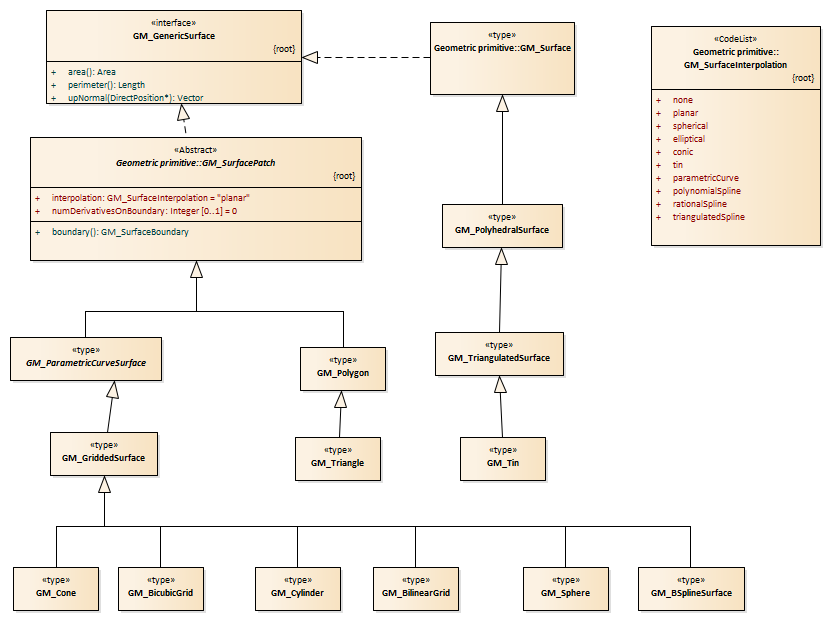 «interface»
GM_GenericSurface
{root}
+ area(): Area
+ perimeter(): Length
+ upNormal(DirectPosition*): Vector
«type»
Geometric primitive::GM_Surface
«CodeList»
Geometric primitive::
GM_SurfaceInterpolation
{root}
+ none
+ planar
+ spherical
+ elliptical
+ conic
+ tin
+ parametricCurve
+ polynomialSpline
+ rationalSpline
+ triangulatedSpline
«Abstract»
Geometric primitive::GM_SurfacePatch
{root}
+ interpolation: GM_SurfaceInterpolation = "planar"
+ numDerivativesOnBoundary: Integer [0..1] = 0
+ boundary(): GM_SurfaceBoundary
«type»
GM_PolyhedralSurface
«type»
GM_ParametricCurveSurface
«type»
GM_Polygon
«type»
GM_TriangulatedSurface
«type»
GM_GriddedSurface
«type»
GM_Triangle
«type»
GM_Tin
«type»
GM_Cone
«type»
GM_BicubicGrid
«type»
GM_Cylinder
«type»
GM_BilinearGrid
«type»
GM_Sphere
«type»
GM_BSplineSurface